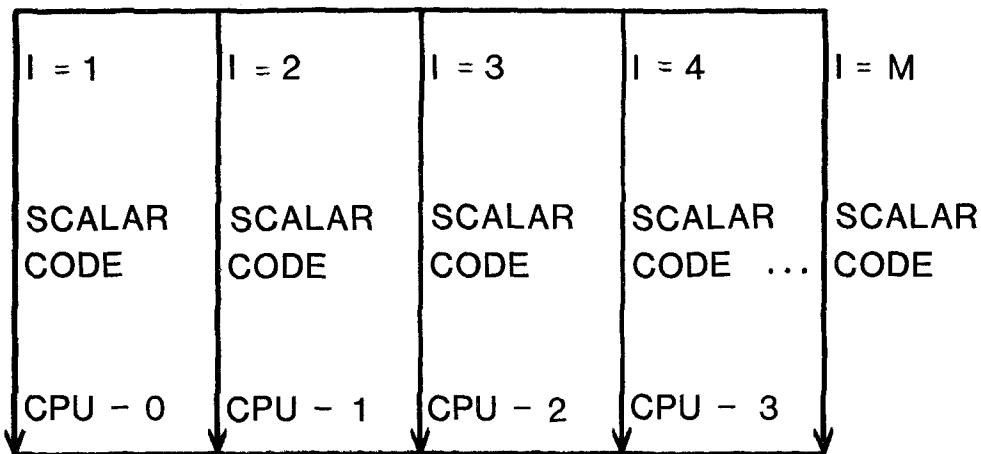 I = 1 I = 2 I = 3 I = 4 I = M
SCALAR SCALAR SCALAR SCALAR SCALAR
CODE CODE CODE CODE ... CODE
CPU - 0 CPU - 1 CPU - 2 CPU - 3